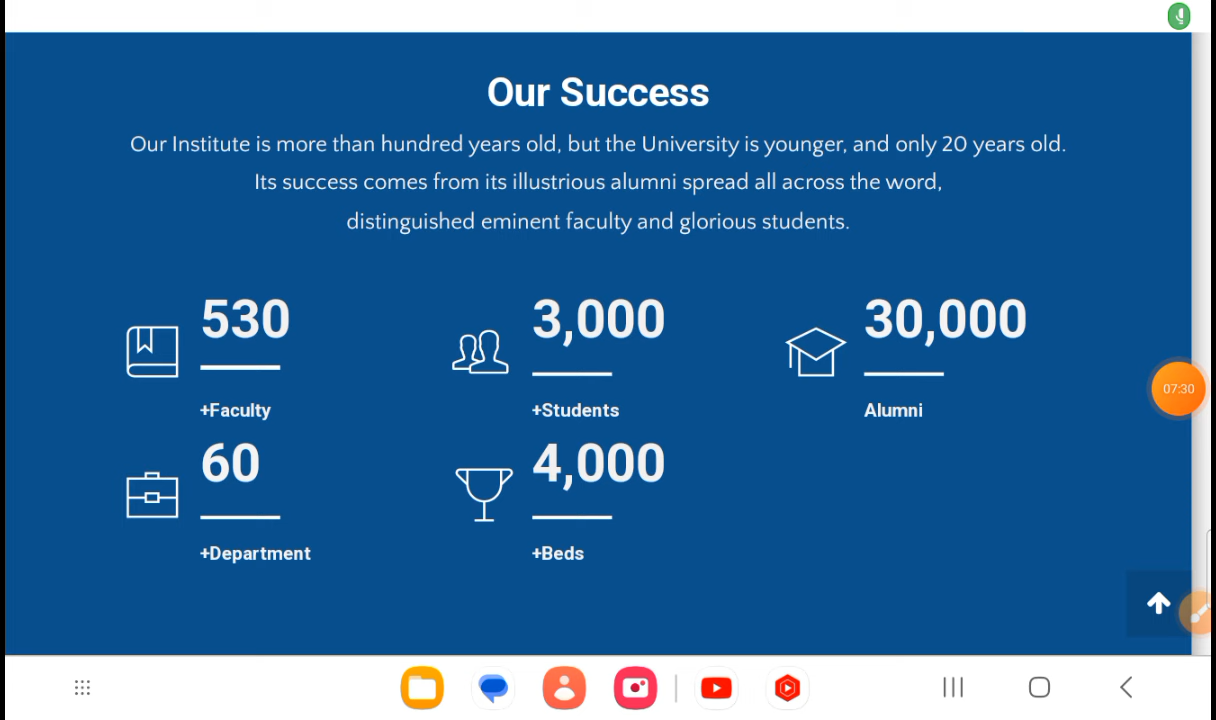 Our Success
Our Institute is more than hundred years old, but the University is younger, and only 20 years old.
Its success comes from its illustrious alumni spread all across the word,
distinguished eminent faculty and glorious students.
530
3,000
30,000
+Faculty
+Students
Alumni
60
4,000
+Department
+Beds
07:30